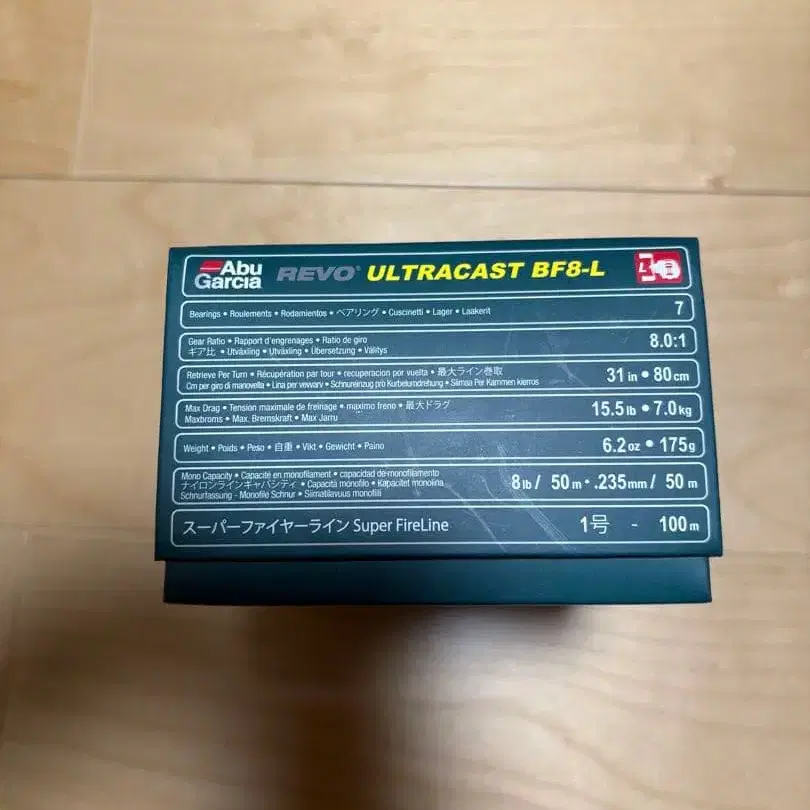 Abu Garcia REVO® ULTRACAST BF8-L L
Bearings • Roulements • Rodamientos • ベアリング • Cuscinetti • Lager • Laakerit 7
Gear Ratio • Rapport d'engrenages • Ratio de giro
ギア比 • Utväxling • Utväxling • Übersetzung • Välitys 8.0:1
Retrieve Per Turn • Récupération par tour • recuperacion por vuelta • 最大ライン巻取
Cm per giro di manovella • Lina per vevvarv • Schnureinzug pro Kurbelumdrehung • Siimaa Per Kammen kierros 31 in • 80 cm
Max Drag • Tension maximale de freinage • maximo freno • 最大ドラグ
Maxbroms • Max. Bremskraft • Max Jarru 15.5 lb • 7.0 kg
Weight • Poids • Peso • 自重 • Vikt • Gewicht • Paino 6.2 oz • 175 g
Mono Capacity • Capacité en monofilament • capacidad de-monofilamento
ナイロンラインキャパシティ • Capacità monofilo • Kapacitet monolina
Schnurfassung - Monofile Schnur • Siimatilavuus monofiili 8 lb / 50 m • .235 mm / 50 m
スーパーファイヤーライン Super FireLine 1号 - 100 m